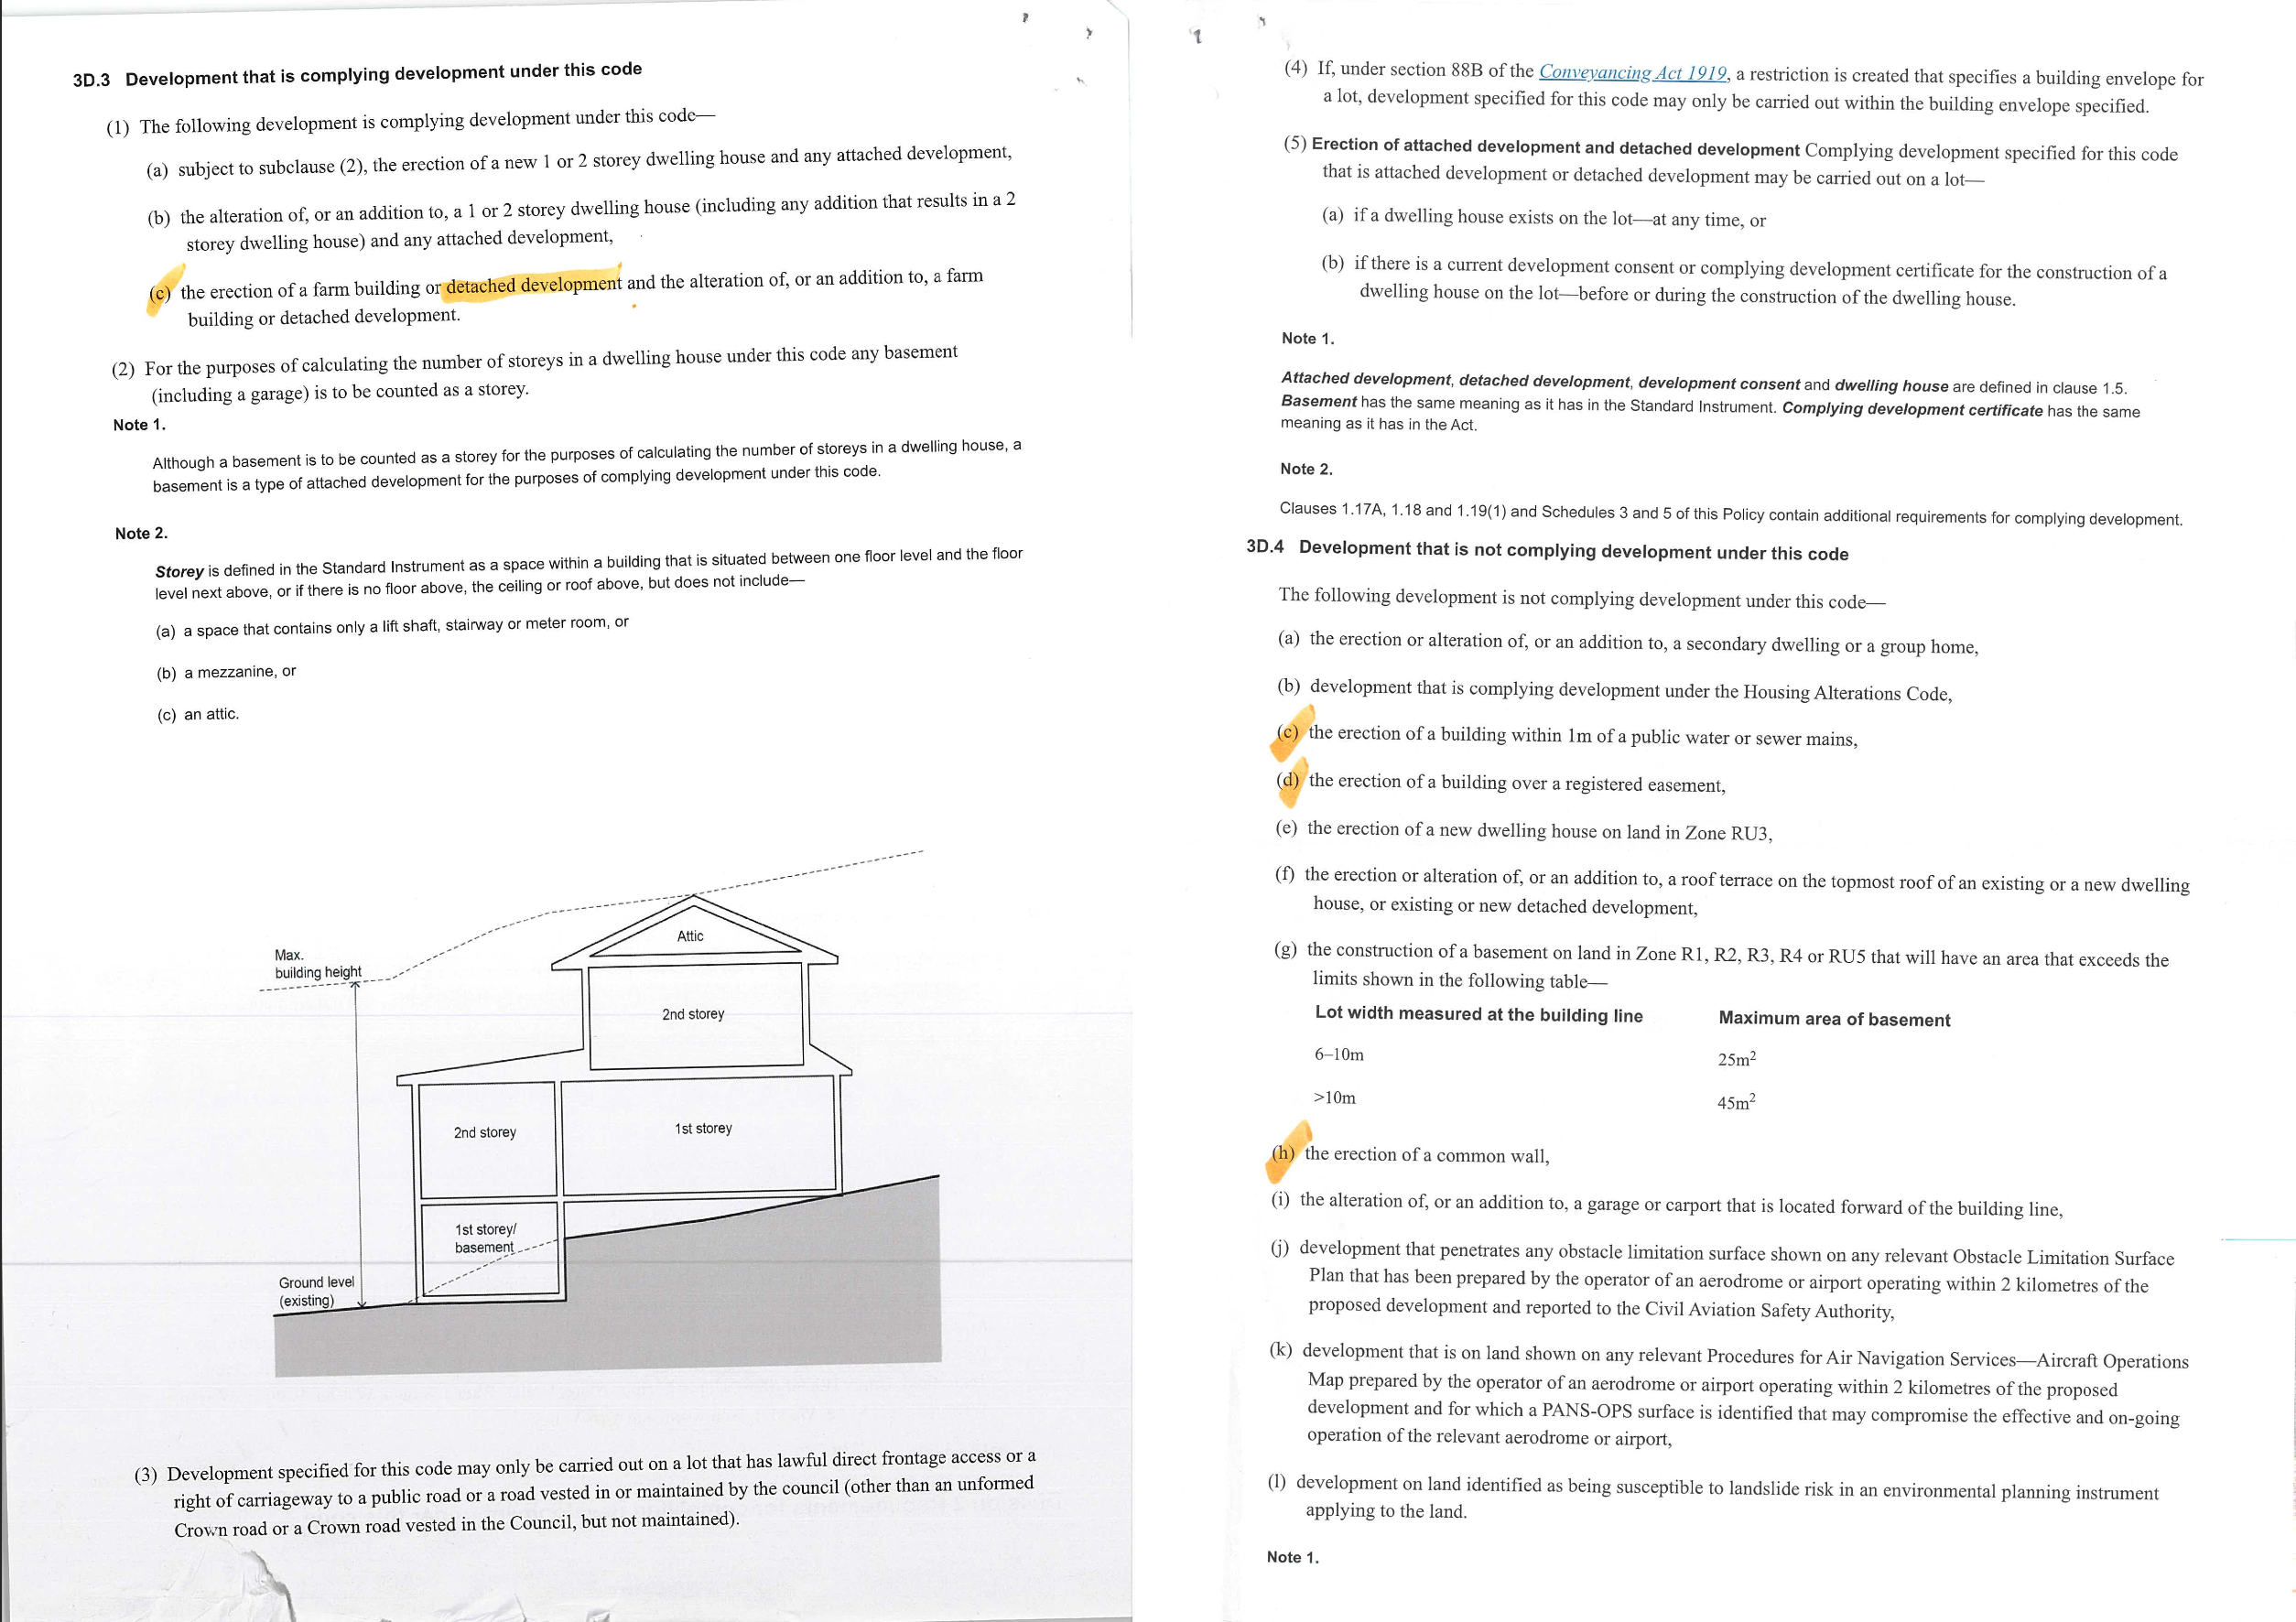 3D.3 Development that is complying development under this code
(1) The following development is complying development under this code—
(a) subject to subclause (2), the erection of a new 1 or 2 storey dwelling house and any attached development,
(b) the alteration of, or an addition to, a 1 or 2 storey dwelling house (including any addition that results in a 2
storey dwelling house) and any attached development,
(c) the erection of a farm building or detached development and the alteration of, or an addition to, a farm
building or detached development.
(2) For the purposes of calculating the number of storeys in a dwelling house under this code any basement
(including a garage) is to be counted as a storey.
Note 1.
Although a basement is to be counted as a storey for the purposes of calculating the number of storeys in a dwelling house, a
basement is a type of attached development for the purposes of complying development under this code.
Note 2.
Storey is defined in the Standard Instrument as a space within a building that is situated between one floor level and the floor
level next above, or if there is no floor above, the ceiling or roof above, but does not include—
(a) a space that contains only a lift shaft, stairway or meter room, or
(b) a mezzanine, or
(c) an attic.
Attic
Max.
building height
2nd storey
2nd storey
1st storey
1st storey/
basement
Ground level
(existing)
(3) Development specified for this code may only be carried out on a lot that has lawful direct frontage access or a
right of carriageway to a public road or a road vested in or maintained by the council (other than an unformed
Crown road or a Crown road vested in the Council, but not maintained).
(4) If, under section 88B of the Conveyancing Act 1919, a restriction is created that specifies a building envelope for
a lot, development specified for this code may only be carried out within the building envelope specified.
(5) Erection of attached development and detached development Complying development specified for this code
that is attached development or detached development may be carried out on a lot—
(a) if a dwelling house exists on the lot—at any time, or
(b) if there is a current development consent or complying development certificate for the construction of a
dwelling house on the lot—before or during the construction of the dwelling house.
Note 1.
Attached development, detached development, development consent and dwelling house are defined in clause 1.5.
Basement has the same meaning as it has in the Standard Instrument. Complying development certificate has the same
meaning as it has in the Act.
Note 2.
Clauses 1.17A, 1.18 and 1.19(1) and Schedules 3 and 5 of this Policy contain additional requirements for complying development.
3D.4 Development that is not complying development under this code
The following development is not complying development under this code—
(a) the erection or alteration of, or an addition to, a secondary dwelling or a group home,
(b) development that is complying development under the Housing Alterations Code,
(c) the erection of a building within 1m of a public water or sewer mains,
(d) the erection of a building over a registered easement,
(e) the erection of a new dwelling house on land in Zone RU3,
(f) the erection or alteration of, or an addition to, a roof terrace on the topmost roof of an existing or a new dwelling
house, or existing or new detached development,
(g) the construction of a basement on land in Zone R1, R2, R3, R4 or RU5 that will have an area that exceeds the
limits shown in the following table—
Lot width measured at the building line Maximum area of basement
6–10m 25m²
>10m 45m²
(h) the erection of a common wall,
(i) the alteration of, or an addition to, a garage or carport that is located forward of the building line,
(j) development that penetrates any obstacle limitation surface shown on any relevant Obstacle Limitation Surface
Plan that has been prepared by the operator of an aerodrome or airport operating within 2 kilometres of the
proposed development and reported to the Civil Aviation Safety Authority,
(k) development that is on land shown on any relevant Procedures for Air Navigation Services—Aircraft Operations
Map prepared by the operator of an aerodrome or airport operating within 2 kilometres of the proposed
development and for which a PANS-OPS surface is identified that may compromise the effective and on-going
operation of the relevant aerodrome or airport,
(l) development on land identified as being susceptible to landslide risk in an environmental planning instrument
applying to the land.
Note 1.